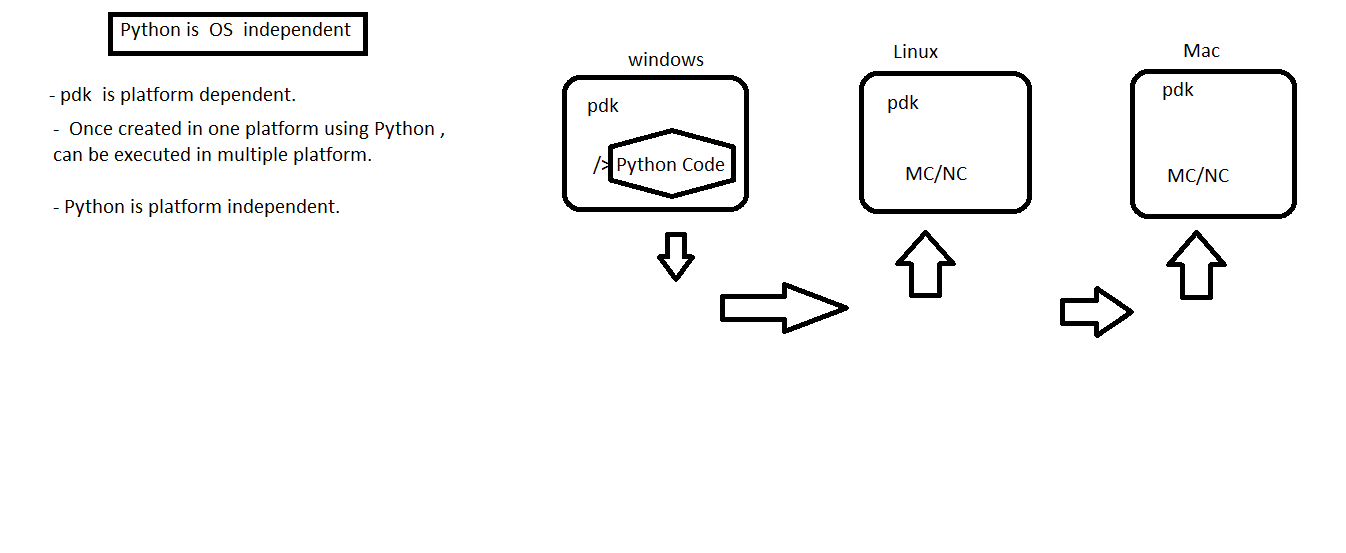 Python is OS independent
- pdk is platform dependent.
- Once created in one platform using Python ,
can be executed in multiple platform.
- Python is platform independent.
windows
pdk
/>
Python Code
Linux
pdk
MC/NC
Mac
pdk
MC/NC